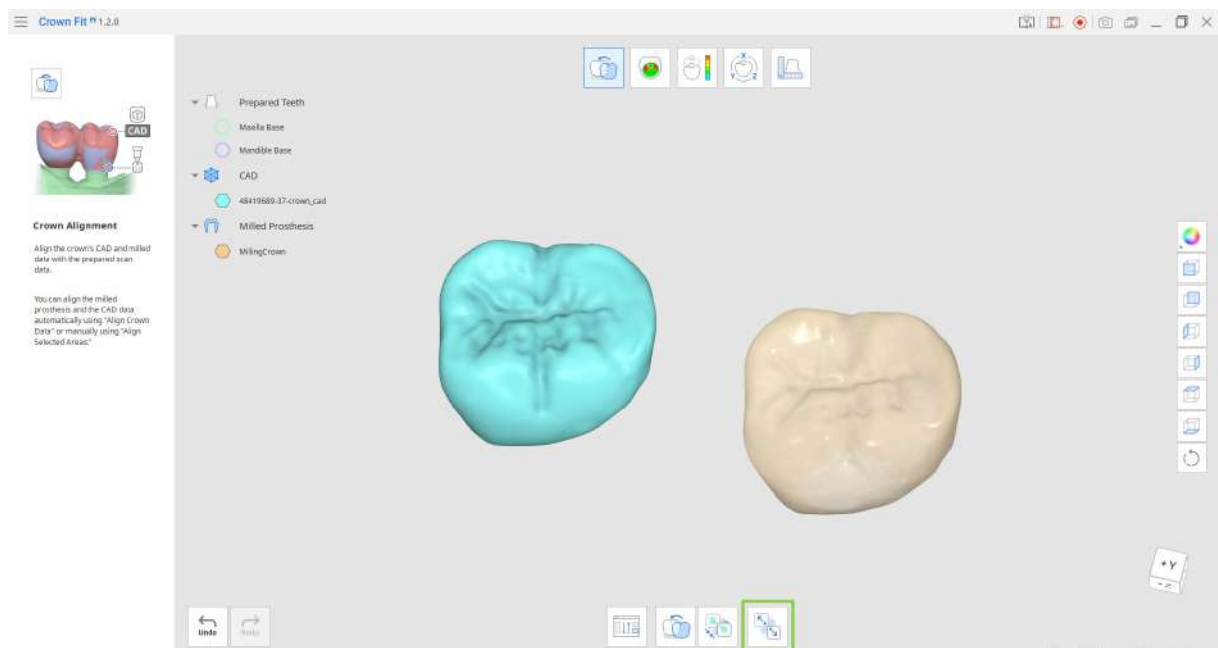 Crown Fit 1.2.0
CAD
Crown Alignment
Align the crown's CAD and milled
data with the prepared scan
data.
You can align the milled
prosthesis and the CAD data
automatically using "Align Crown
Data" or manually using "Align
Selected Areas."
Prepared Teeth
Maxilla Base
Mandible Base
CAD
48419689-37-crown_cad
Milled Prosthesis
MillingCrown
X
Y
Z
+Y
Undo
Redo